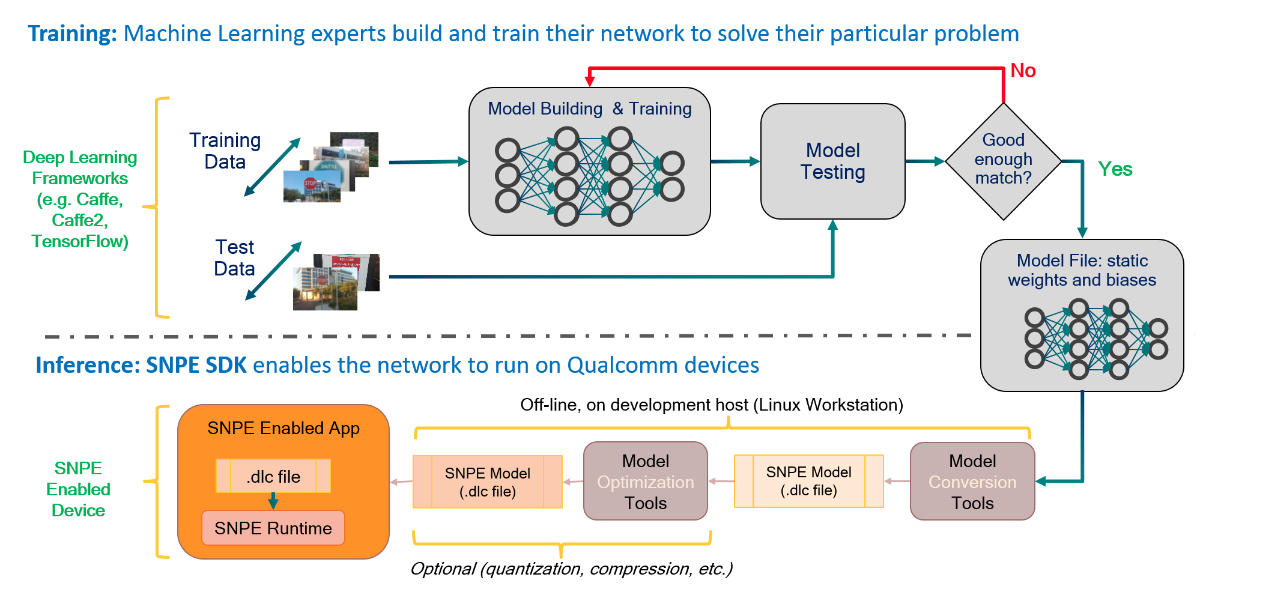 Training: Machine Learning experts build and train their network to solve their particular problem
No
Deep Learning
Frameworks
(e.g. Caffe,
Caffe2,
TensorFlow)
Training
Data
Model Building & Training
Model
Testing
Good
enough
match?
Yes
Test
Data
Model File: static
weights and biases
Inference: SNPE SDK enables the network to run on Qualcomm devices
Off-line, on development host (Linux Workstation)
SNPE
Enabled
Device
SNPE Enabled App
.dlc file
SNPE Runtime
SNPE Model
(.dlc file)
Model
Optimization
Tools
SNPE Model
(.dlc file)
Model
Conversion
Tools
Optional (quantization, compression, etc.)